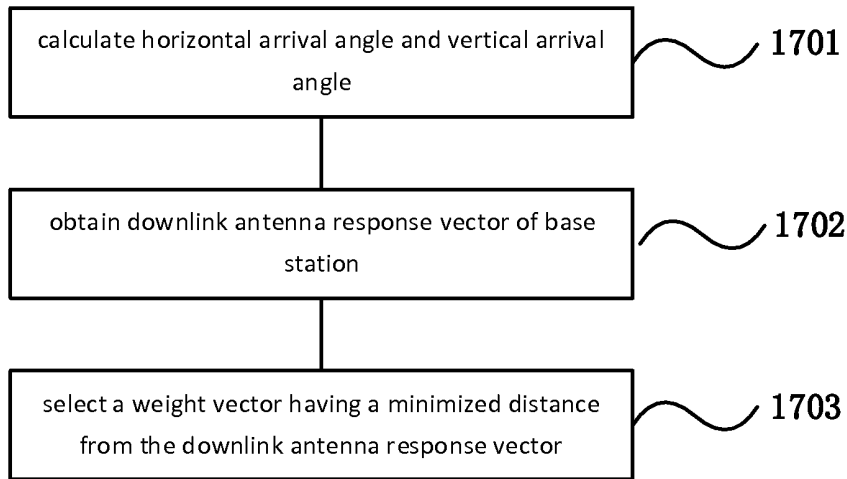 calculate horizontal arrival angle and vertical arrival
angle
1701
obtain downlink antenna response vector of base
station
1702
select a weight vector having a minimized distance
from the downlink antenna response vector
1703